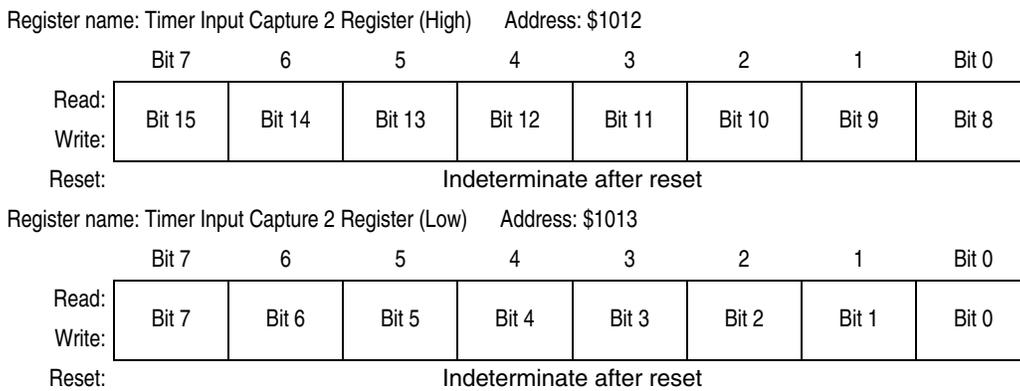 Register name: Timer Input Capture 2 Register (High) Address: $1012
Bit 7 6 5 4 3 2 1 Bit 0
Read:
Bit 15 Bit 14 Bit 13 Bit 12 Bit 11 Bit 10 Bit 9 Bit 8
Write:
Reset: Indeterminate after reset
Register name: Timer Input Capture 2 Register (Low) Address: $1013
Bit 7 6 5 4 3 2 1 Bit 0
Read:
Bit 7 Bit 6 Bit 5 Bit 4 Bit 3 Bit 2 Bit 1 Bit 0
Write:
Reset: Indeterminate after reset